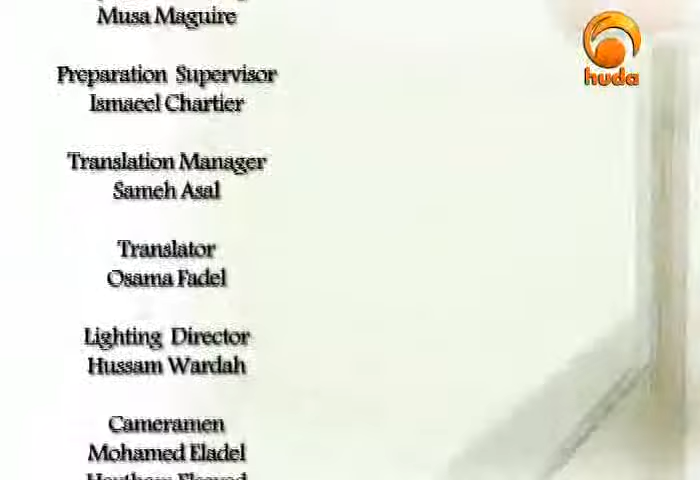 Musa Maguire
Preparation Supervisor
Ismaeel Chartier
Translation Manager
Sameh Asal
Translator
Osama Fadel
Lighting Director
Hussam Wardah
Cameramen
Mohamed Eladel
huda